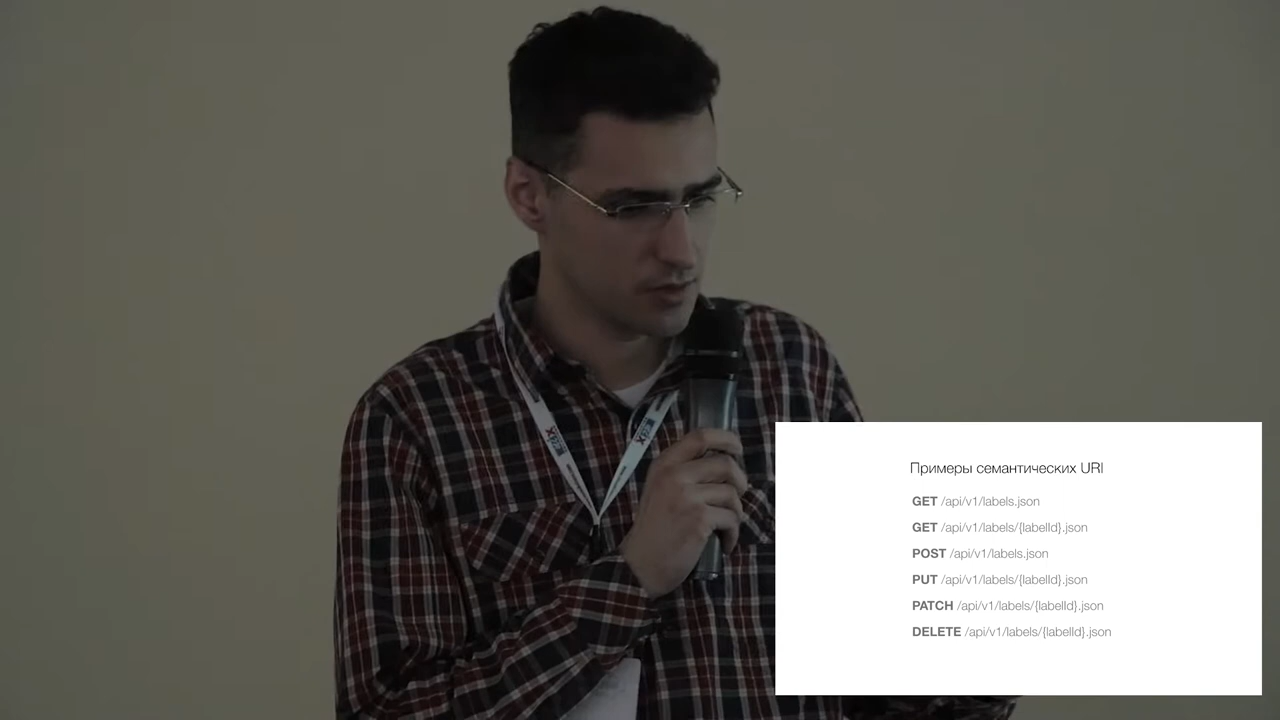 Примеры семантических URI
GET /api/v1/labels.json
GET /api/v1/labels/{labelId}.json
POST /api/v1/labels.json
PUT /api/v1/labels/{labelId}.json
PATCH /api/v1/labels/{labelId}.json
DELETE /api/v1/labels/{labelId}.json